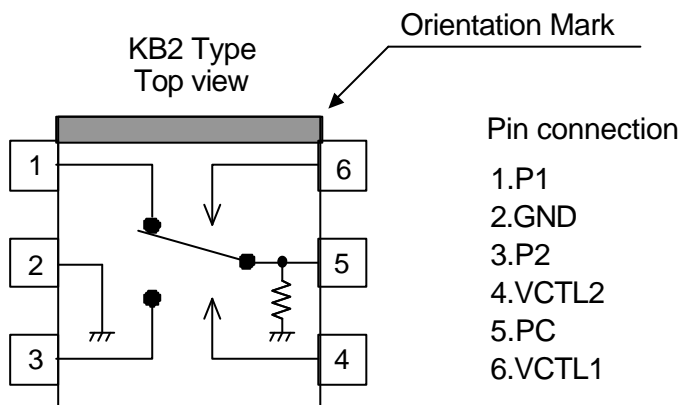 Orientation Mark
KB2 Type
Top view
Pin connection
1
6
1.P1
2.GND
2
5
3.P2
4.VCTL2
3
4
5.PC
6.VCTL1